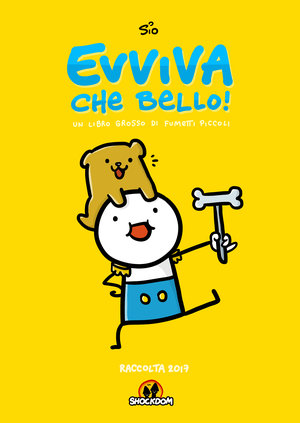 Sio
EVVIVA
CHE BELLO!
UN LIBRO GROSSO DI FUMETTI PICCOLI
RACCOLTA 2017
SHOCKDOM